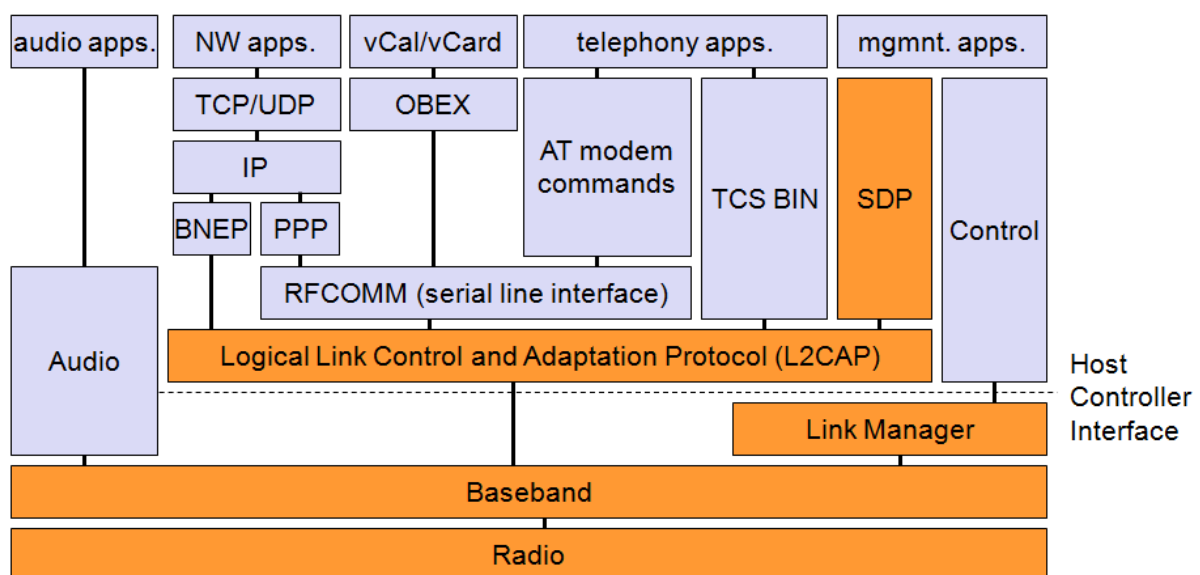 audio apps.
NW apps.
vCal/vCard
telephony apps.
mgmnt. apps.
TCP/UDP
OBEX
AT modem
commands
TCS BIN
SDP
Control
IP
BNEP
PPP
RFCOMM (serial line interface)
Audio
Logical Link Control and Adaptation Protocol (L2CAP)
Host
Controller
Interface
Link Manager
Baseband
Radio